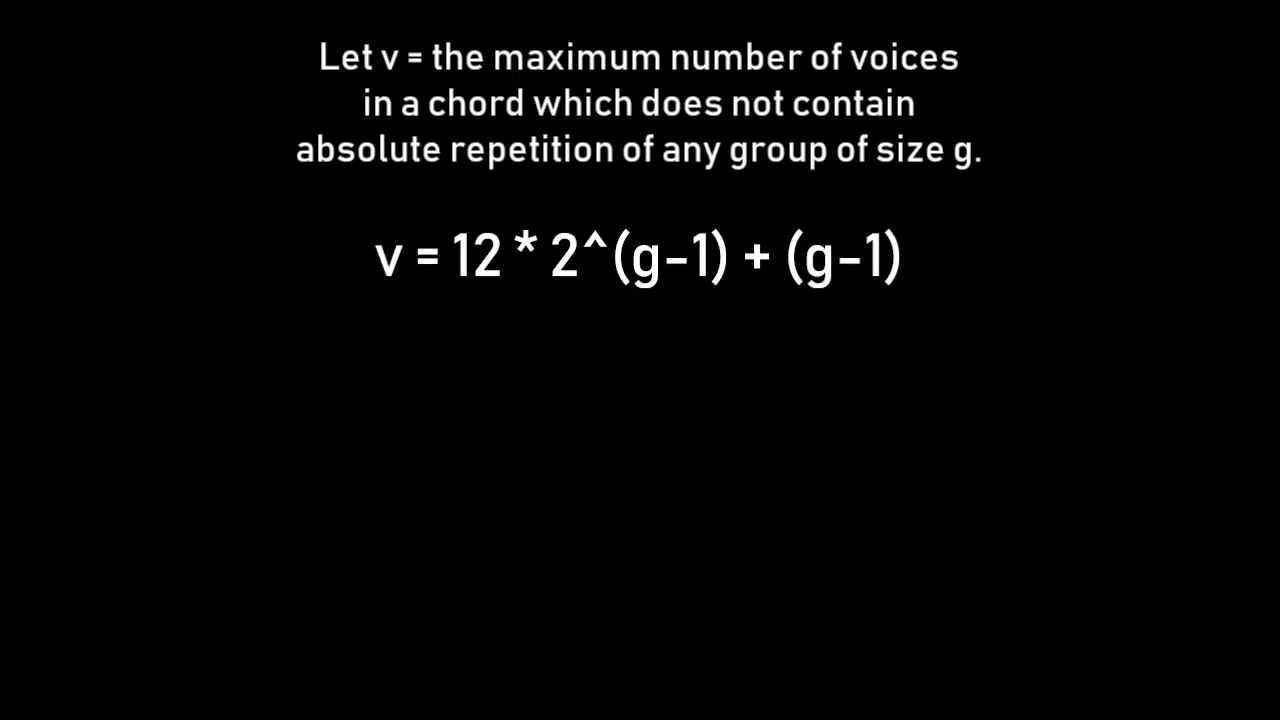 Let v = the maximum number of voices
in a chord which does not contain
absolute repetition of any group of size g.
v = 12 * 2^(g-1) + (g-1)